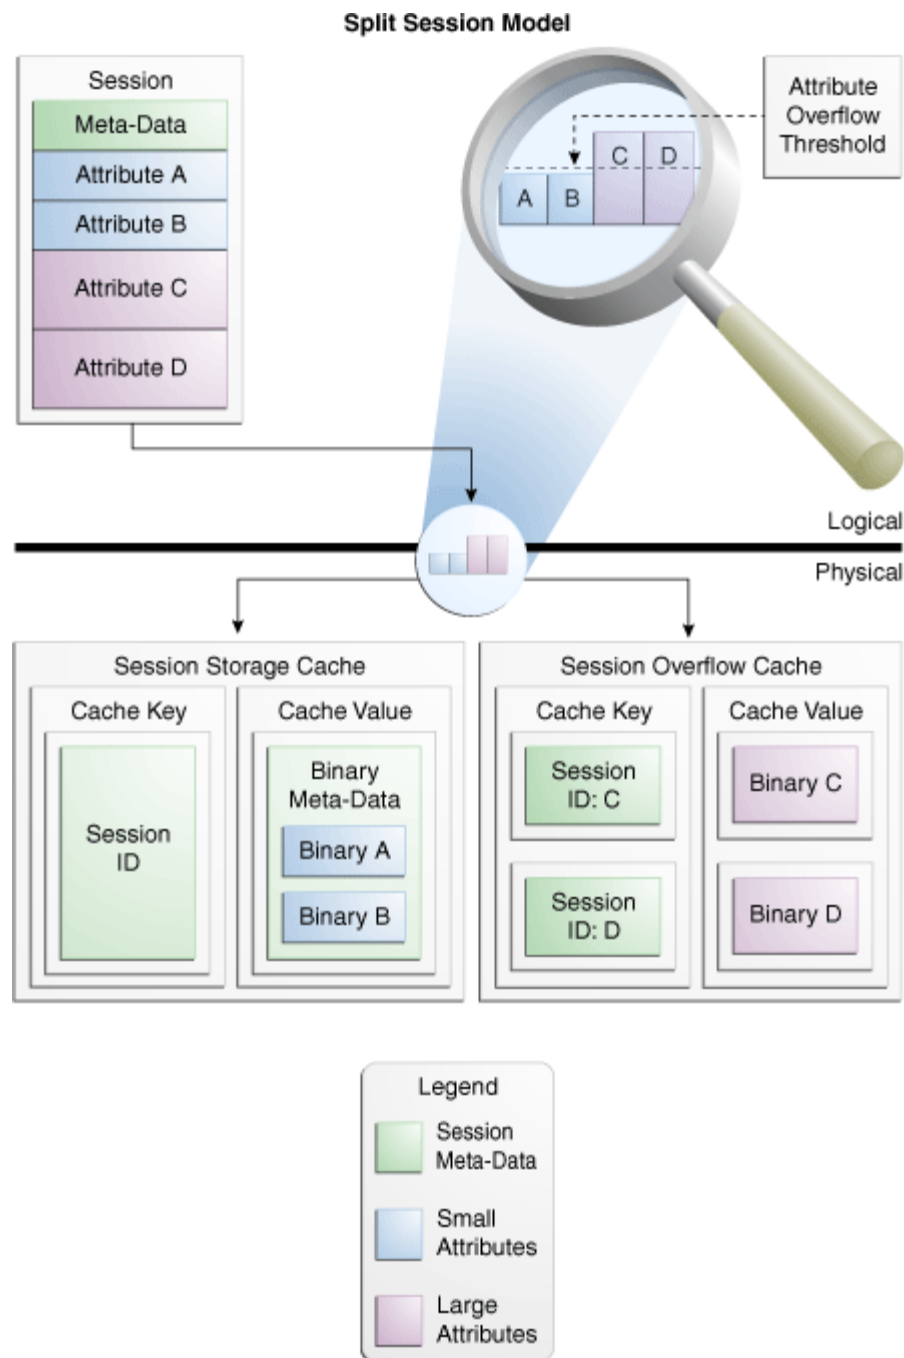 Split Session Model
Session
Meta-Data
Attribute A
Attribute B
Attribute C
Attribute D
Attribute
Overflow
Threshold
A
B
C
D
Logical
Physical
Session Storage Cache
Cache Key
Session
ID
Cache Value
Binary
Meta-Data
Binary A
Binary B
Session Overflow Cache
Cache Key
Session
ID: C
Session
ID: D
Cache Value
Binary C
Binary D
Legend
Session
Meta-Data
Small
Attributes
Large
Attributes